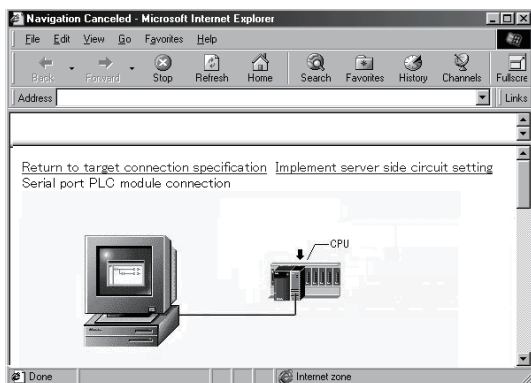 Navigation Canceled - Microsoft Internet Explorer
File Edit View Go Favorites Help
Back Forward Stop Refresh Home Search Favorites History Channels Fullscre
Address Links
Return to target connection specification Implement server side circuit setting
Serial port PLC module connection
CPU
Done Internet zone